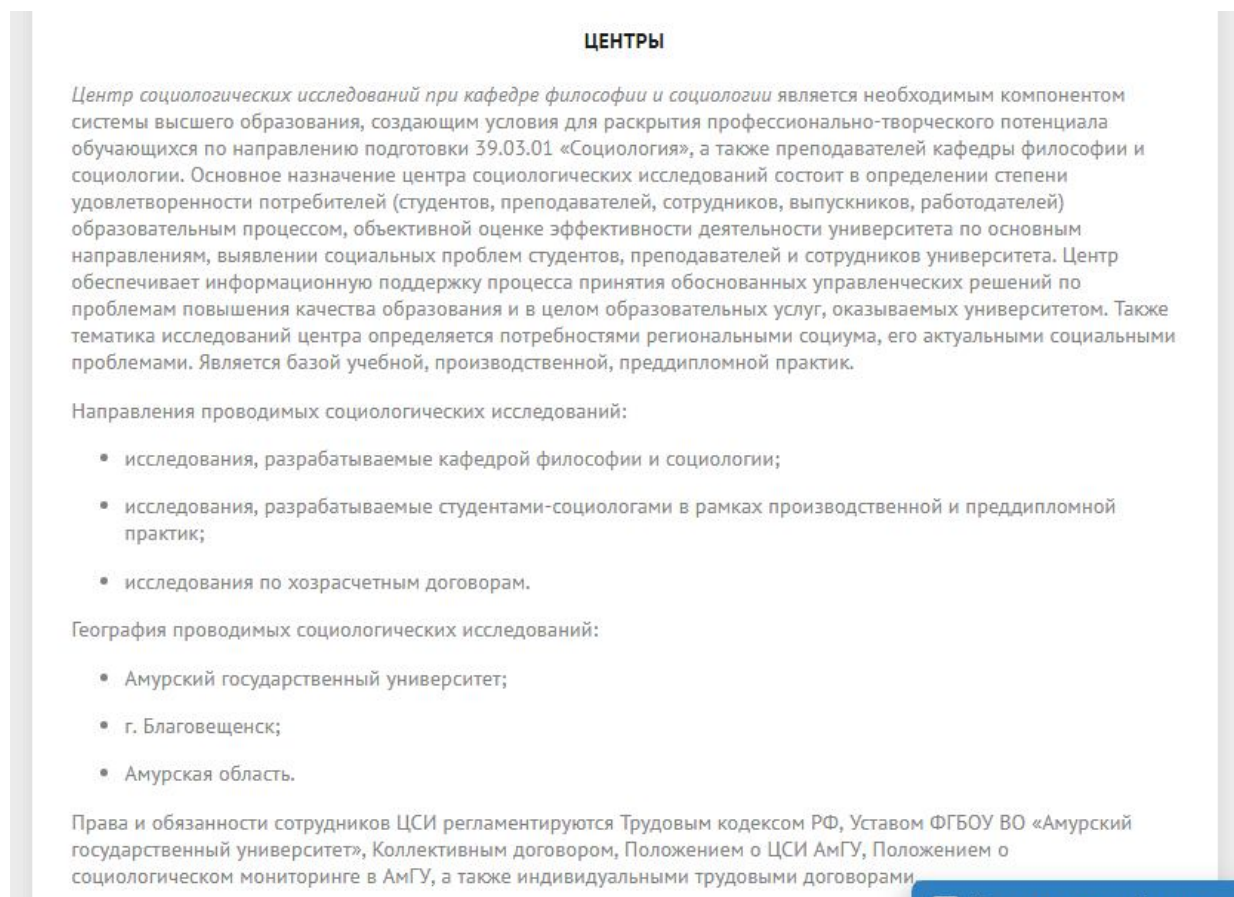 ЦЕНТРЫ
Центр социологических исследований при кафедре философии и социологии является необходимым компонентом
системы высшего образования, создающим условия для раскрытия профессионально-творческого потенциала
обучающихся по направлению подготовки 39.03.01 «Социология», а также преподавателей кафедры философии и
социологии. Основное назначение центра социологических исследований состоит в определении степени
удовлетворенности потребителей (студентов, преподавателей, сотрудников, выпускников, работодателей)
образовательным процессом, объективной оценке эффективности деятельности университета по основным
направлениям, выявлении социальных проблем студентов, преподавателей и сотрудников университета. Центр
обеспечивает информационную поддержку процесса принятия обоснованных управленческих решений по
проблемам повышения качества образования и в целом образовательных услуг, оказываемых университетом. Также
тематика исследований центра определяется потребностями региональными социума, его актуальными социальными
проблемами. Является базой учебной, производственной, преддипломной практик.
Направления проводимых социологических исследований:
• исследования, разрабатываемые кафедрой философии и социологии;
• исследования, разрабатываемые студентами-социологами в рамках производственной и преддипломной
практик;
• исследования по хозрасчетным договорам.
География проводимых социологических исследований:
• Амурский государственный университет;
• г. Благовещенск;
• Амурская область.
Права и обязанности сотрудников ЦСИ регламентируются Трудовым кодексом РФ, Уставом ФГБОУ ВО «Амурский
государственный университет», Коллективным договором, Положением о ЦСИ АмГУ, Положением о
социологическом мониторинге в АмГУ, а также индивидуальными трудовыми договорами.